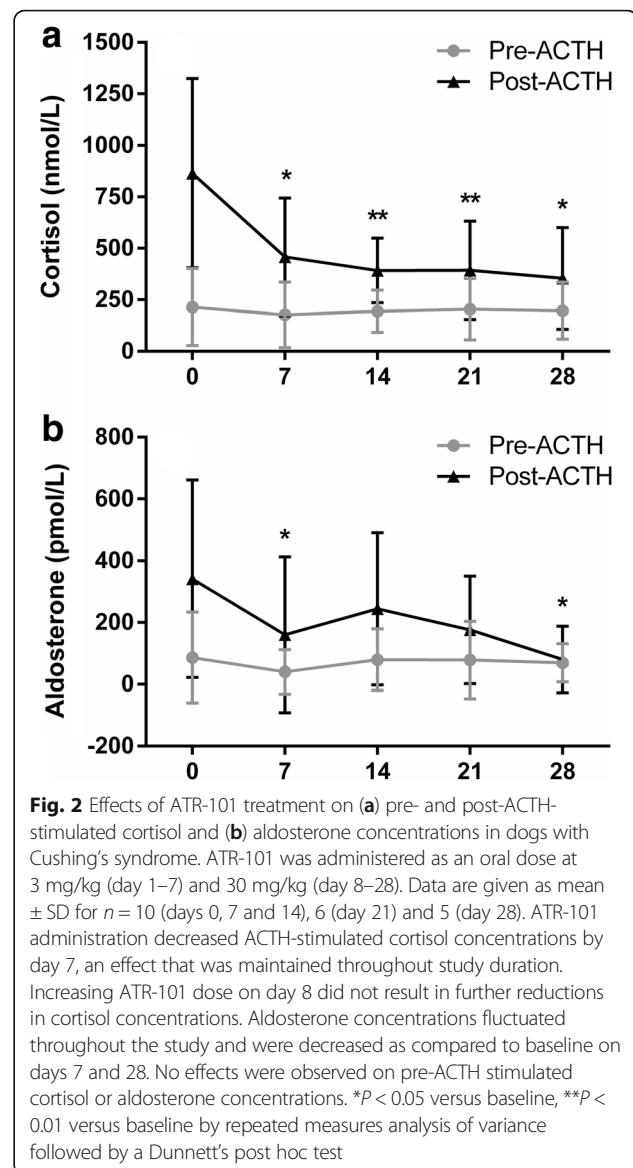 a
1500
1250
1000
750
500
250
0
Cortisol (nmol/L)
Pre-ACTH
Post-ACTH
*
**
**
*
0 7 14 21 28
b
800
600
400
200
0
-200
Aldosterone (pmol/L)
Pre-ACTH
Post-ACTH
*
*
0 7 14 21 28
Fig. 2 Effects of ATR-101 treatment on (a) pre- and post-ACTH-
stimulated cortisol and (b) aldosterone concentrations in dogs with
Cushing's syndrome. ATR-101 was administered as an oral dose at
3 mg/kg (day 1–7) and 30 mg/kg (day 8–28). Data are given as mean
± SD for n = 10 (days 0, 7 and 14), 6 (day 21) and 5 (day 28). ATR-101
administration decreased ACTH-stimulated cortisol concentrations by
day 7, an effect that was maintained throughout study duration.
Increasing ATR-101 dose on day 8 did not result in further reductions
in cortisol concentrations. Aldosterone concentrations fluctuated
throughout the study and were decreased as compared to baseline on
days 7 and 28. No effects were observed on pre-ACTH stimulated
cortisol or aldosterone concentrations. *P < 0.05 versus baseline, **P <
0.01 versus baseline by repeated measures analysis of variance
followed by a Dunnett's post hoc test